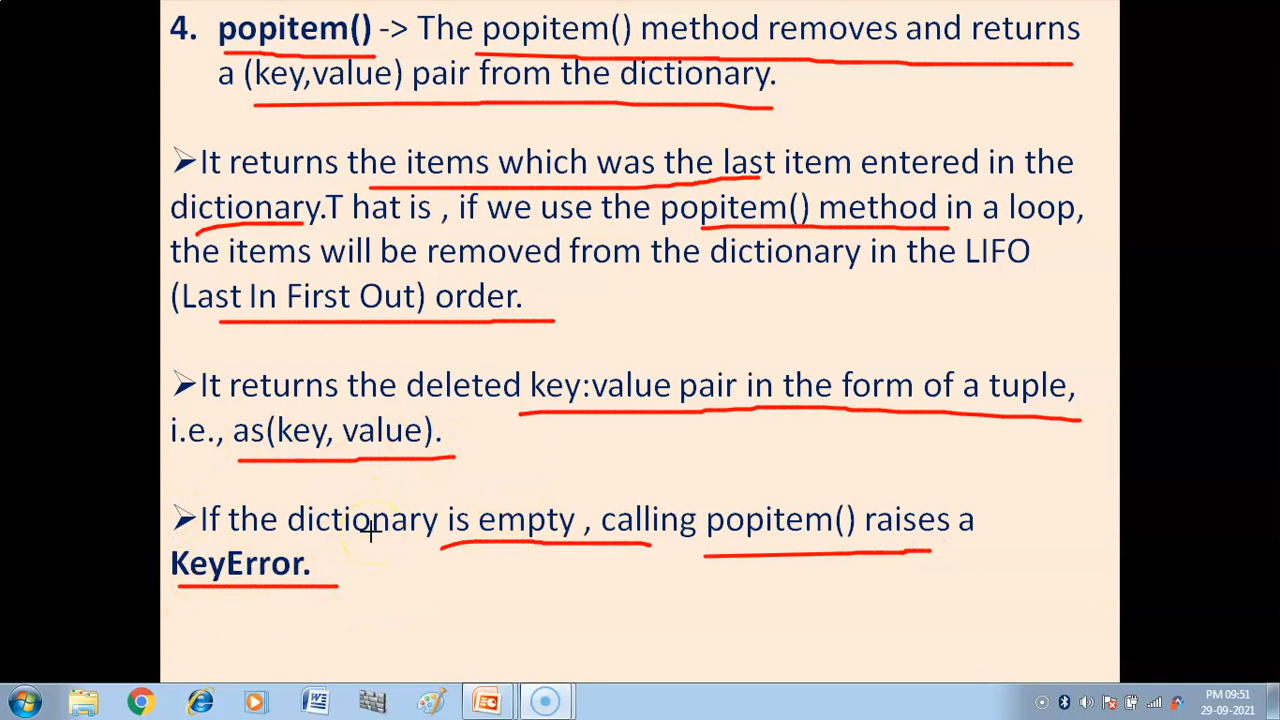 4. popitem() -> The popitem() method removes and returns
a (key,value) pair from the dictionary.
➢It returns the items which was the last item entered in the
dictionary.T hat is , if we use the popitem() method in a loop,
the items will be removed from the dictionary in the LIFO
(Last In First Out) order.
➢It returns the deleted key:value pair in the form of a tuple,
i.e., as(key, value).
➢If the dictionary is empty , calling popitem() raises a
KeyError.
PM 09:51
29-09-2021